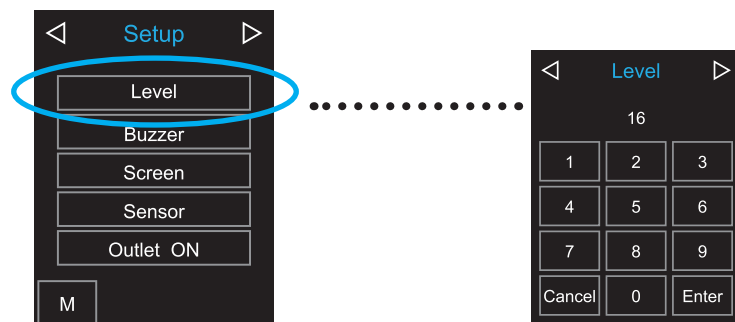 Setup
Level
Buzzer
Screen
Sensor
Outlet ON
M
Level
16
1 2 3
4 5 6
7 8 9
Cancel 0 Enter